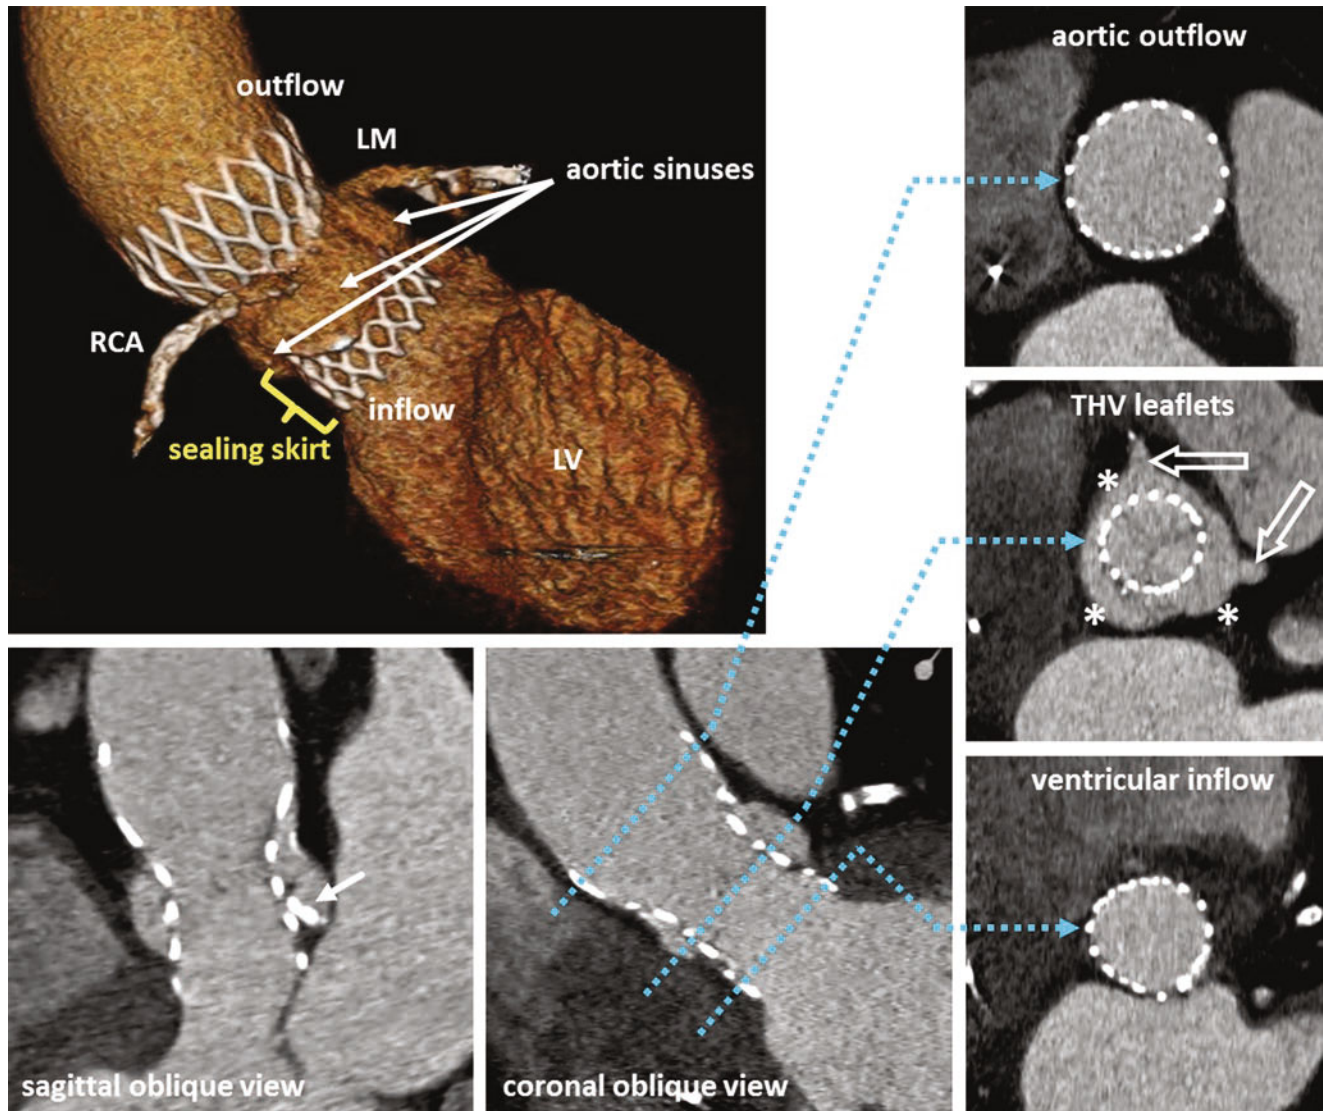 outflow
LM
aortic sinuses
RCA
inflow
sealing skirt
LV
aortic outflow
THV leaflets
*
* *
ventricular inflow
sagittal oblique view
coronal oblique view